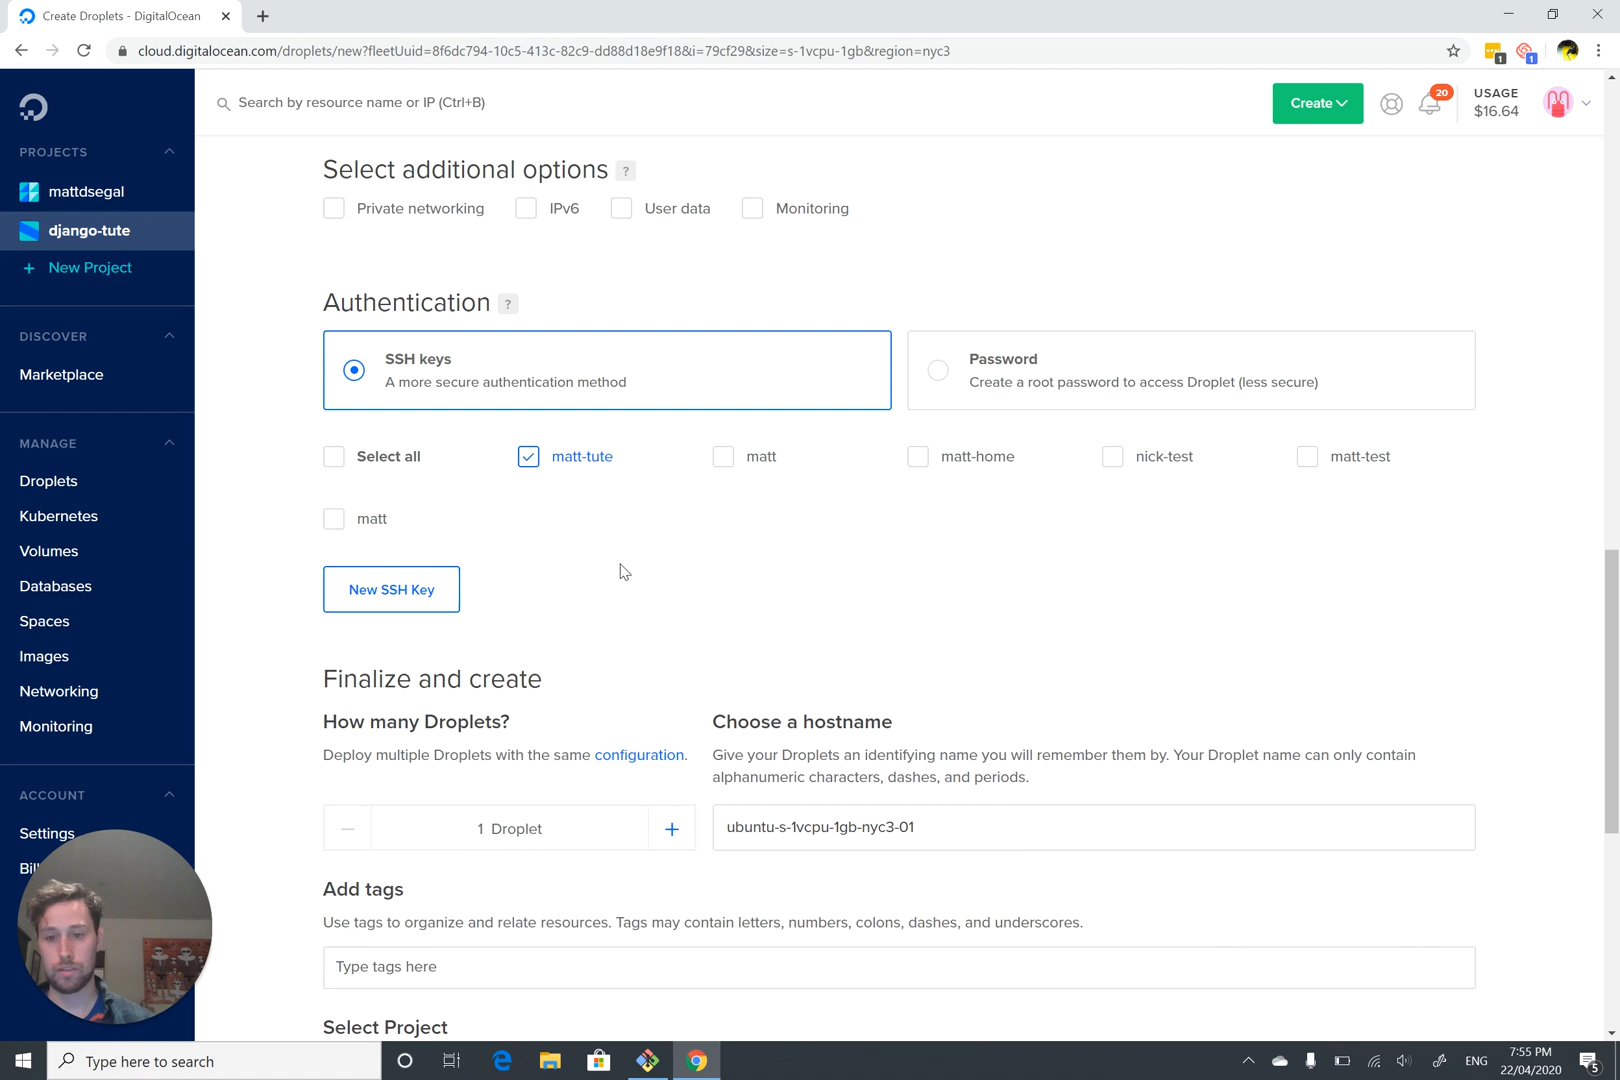 Create Droplets - DigitalOcean
cloud.digitalocean.com/droplets/new?fleetUuid=8f6dc794-10c5-413c-82c9-dd88d18e9f18&i=79cf29&size=s-1vcpu-1gb&region=nyc3
1
1
Search by resource name or IP (Ctrl+B)
Create
20
USAGE
$16.64
PROJECTS
mattdsegal
django-tute
+ New Project
DISCOVER
Marketplace
MANAGE
Droplets
Kubernetes
Volumes
Databases
Spaces
Images
Networking
Monitoring
ACCOUNT
Settings
Bil
Select additional options ?
Private networking
IPv6
User data
Monitoring
Authentication ?
SSH keys
A more secure authentication method
Password
Create a root password to access Droplet (less secure)
Select all
matt-tute
matt
matt-home
nick-test
matt-test
matt
New SSH Key
Finalize and create
How many Droplets?
Deploy multiple Droplets with the same configuration.
1 Droplet
Choose a hostname
Give your Droplets an identifying name you will remember them by. Your Droplet name can only contain
alphanumeric characters, dashes, and periods.
ubuntu-s-1vcpu-1gb-nyc3-01
Add tags
Use tags to organize and relate resources. Tags may contain letters, numbers, colons, dashes, and underscores.
Type tags here
Select Project
Type here to search
ENG
7:55 PM
22/04/2020
5